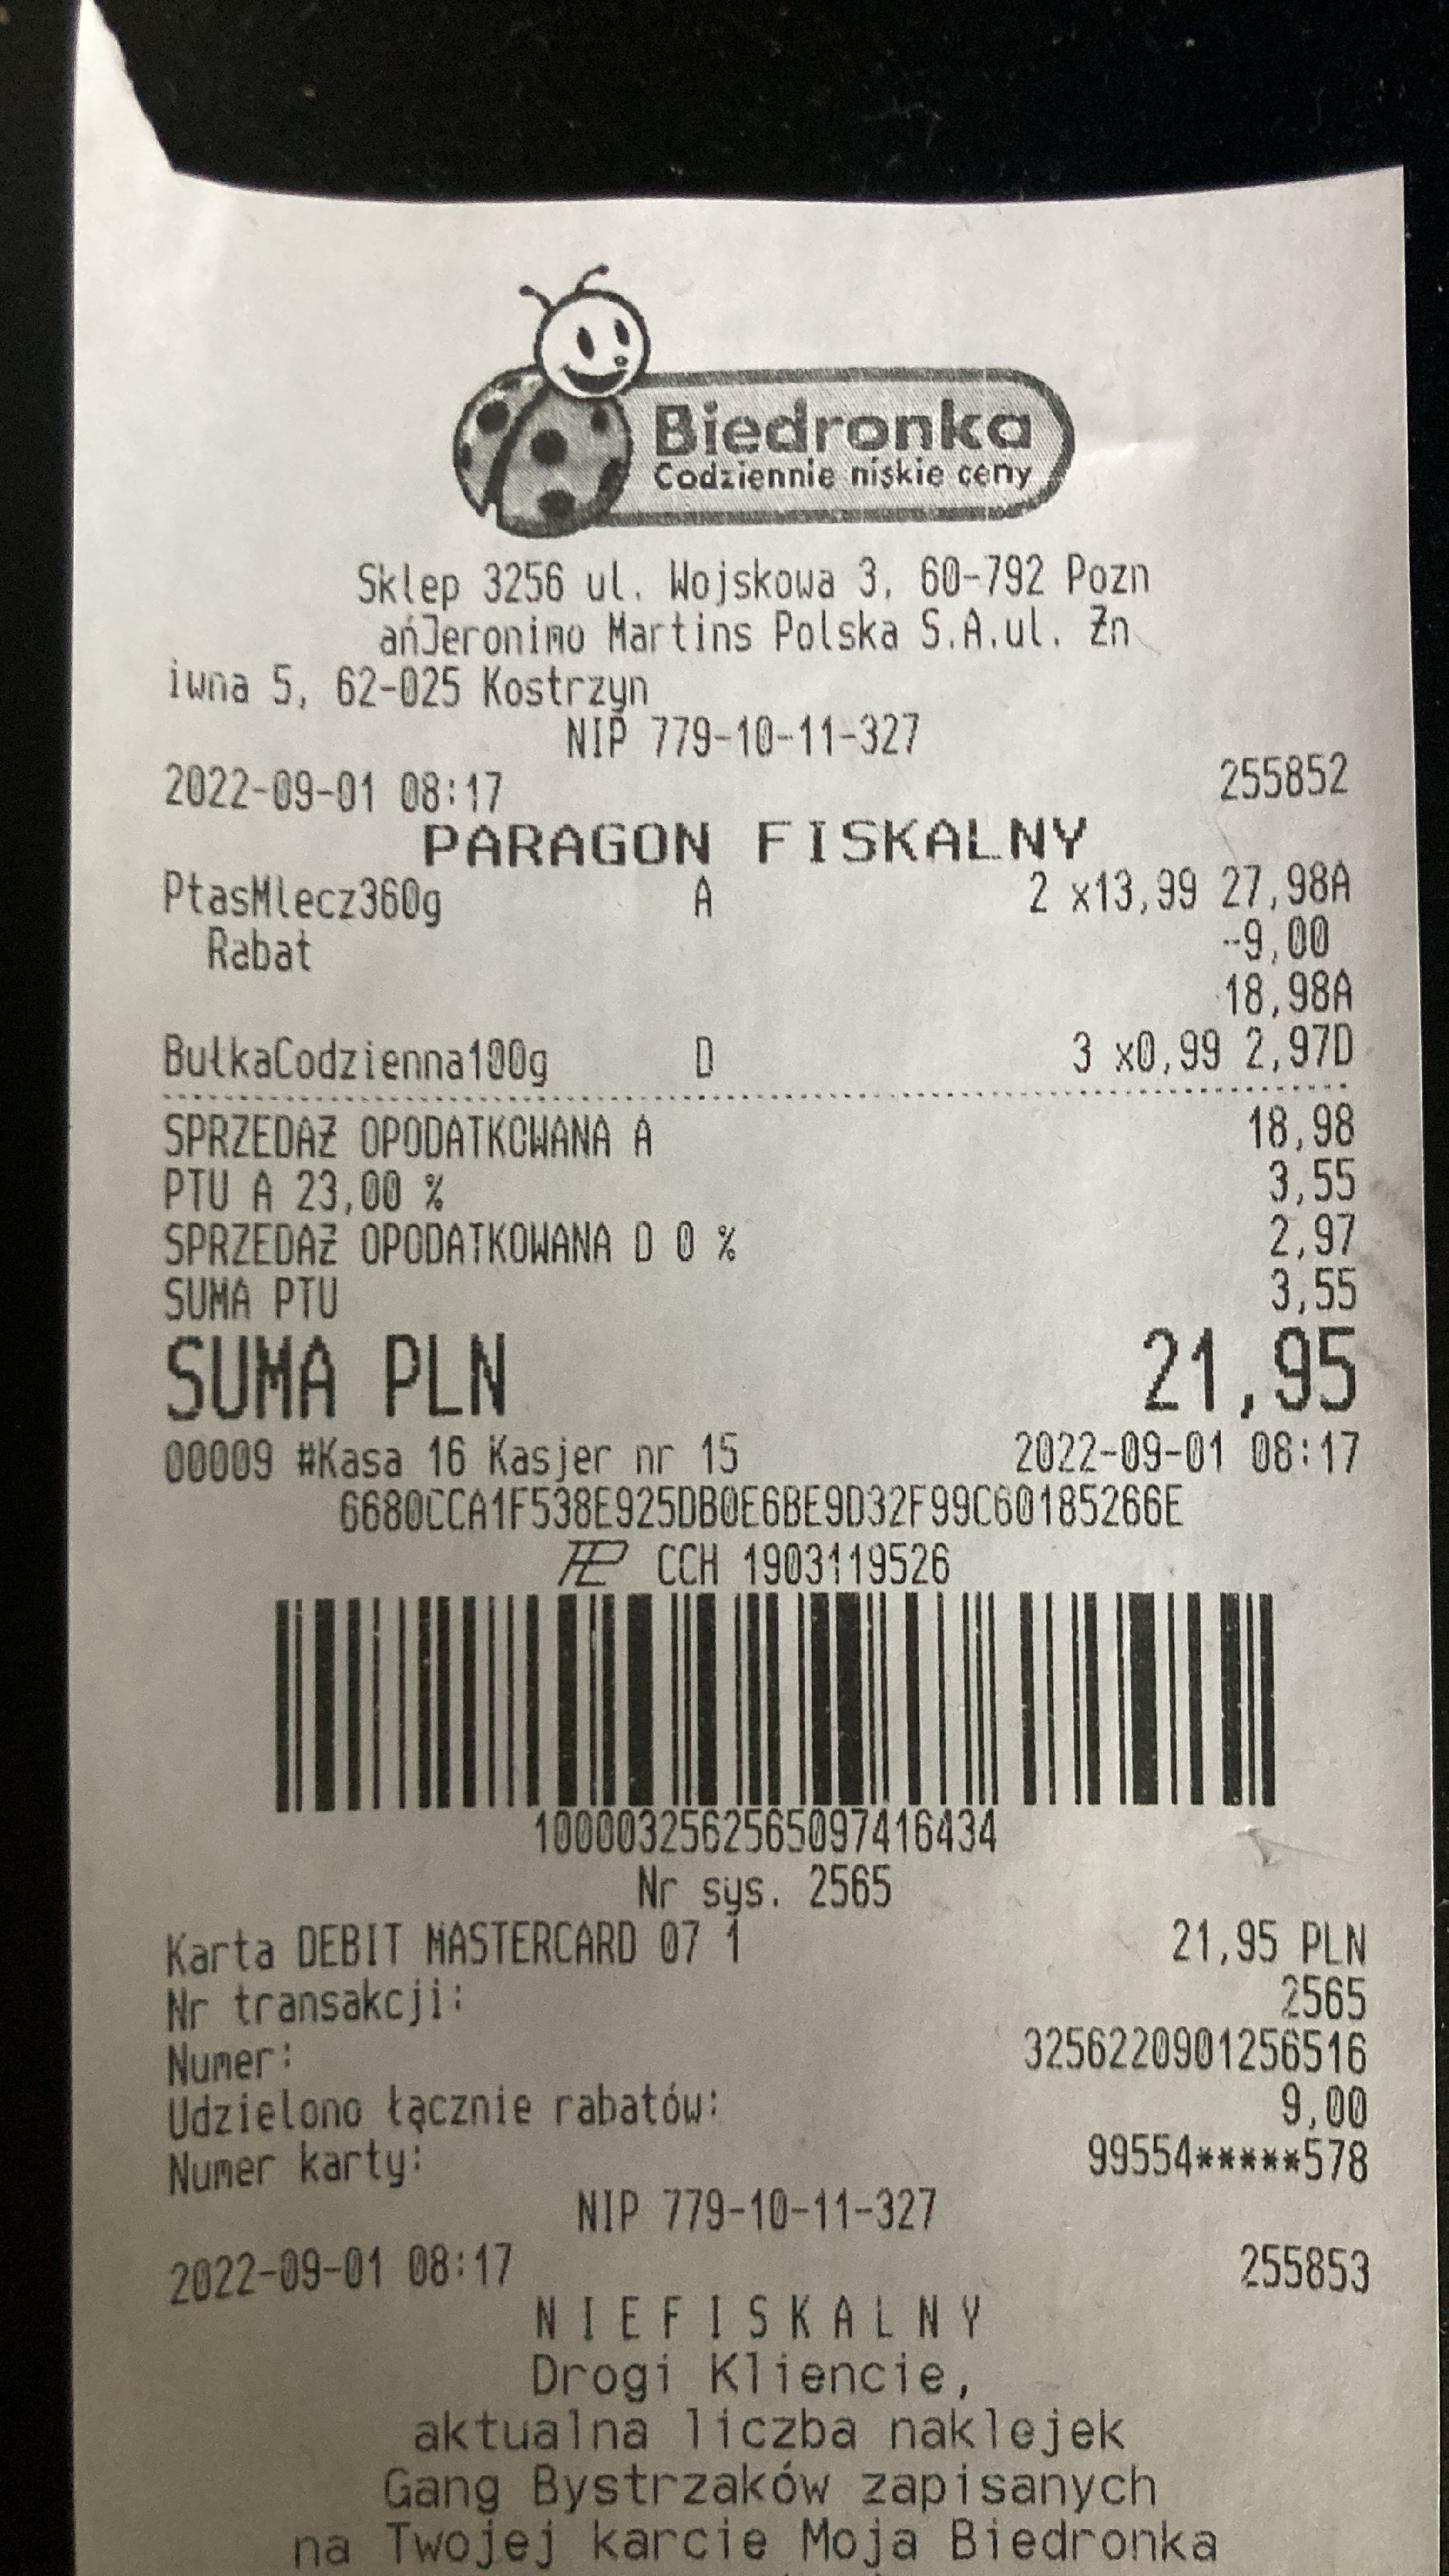 Biedronka
Codziennie niskie ceny
Sklep 3256 ul. Wojskowa 3, 60-792 Pozn
ańJeronimo Martins Polska S.A.ul. Żn
iwna 5, 62-025 Kostrzyn
NIP 779-10-11-327
2022-09-01 08:17 255852
PARAGON FISKALNY
PtasMlecz360g A 2 x13,99 27,98A
Rabat -9,00
18,98A
BułkaCodzienna100g D 3 x0,99 2,97D
SPRZEDAŻ OPODATKOWANA A 18,98
PTU A 23,00 % 3,55
SPRZEDAŻ OPODATKOWANA D 0 % 2,97
SUMA PTU 3,55
SUMA PLN 21,95
00009 #Kasa 16 Kasjer nr 15 2022-09-01 08:17
6680CCA1F538E925DB0E6BE9D32F99C60185266E
CCH 1903119526
1000032562565097416434
Nr sys. 2565
Karta DEBIT MASTERCARD 07 1 21,95 PLN
Nr transakcji: 2565
Numer: 3256220901256516
Udzielono łącznie rabatów: 9,00
Numer karty: 99554*****578
NIP 779-10-11-327
2022-09-01 08:17 255853
NIEFISKALNY
Drogi Kliencie,
aktualna liczba naklejek
Gang Bystrzaków zapisanych
na Twojej karcie Moja Biedronka